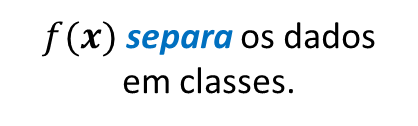 f(x) separa os dados
em classes.